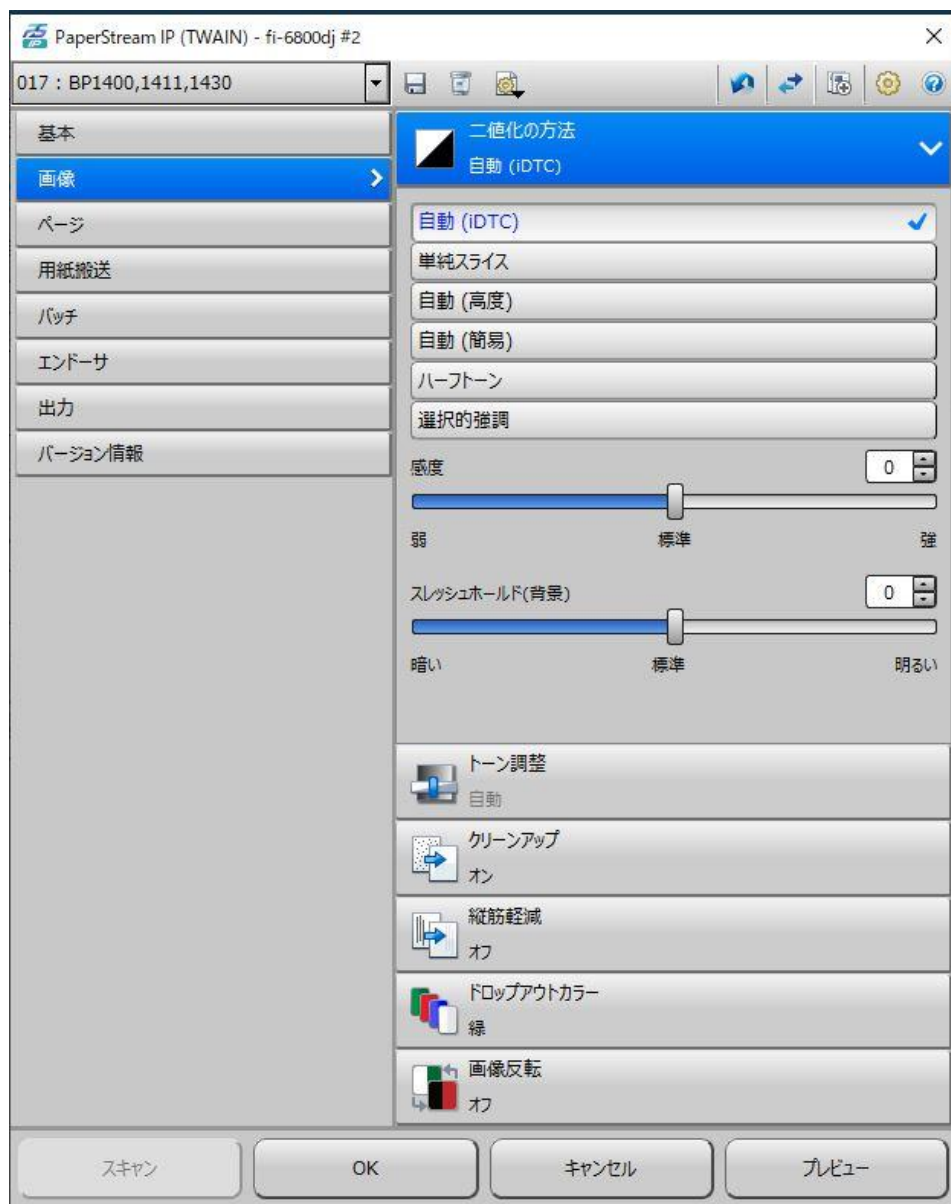 PaperStream IP (TWAIN) - fi-6800dj #2
017 : BP1400,1411,1430
基本
画像
ページ
用紙搬送
バッチ
エンドーサ
出力
バージョン情報
二値化の方法
自動 (iDTC)
自動 (iDTC)
単純スライス
自動 (高度)
自動 (簡易)
ハーフトーン
選択的強調
感度
0
弱 標準 強
スレッシュホールド(背景)
0
暗い 標準 明るい
トーン調整
自動
クリーンアップ
オン
縦筋軽減
オフ
ドロップアウトカラー
緑
画像反転
オフ
スキャン OK キャンセル プレビュー